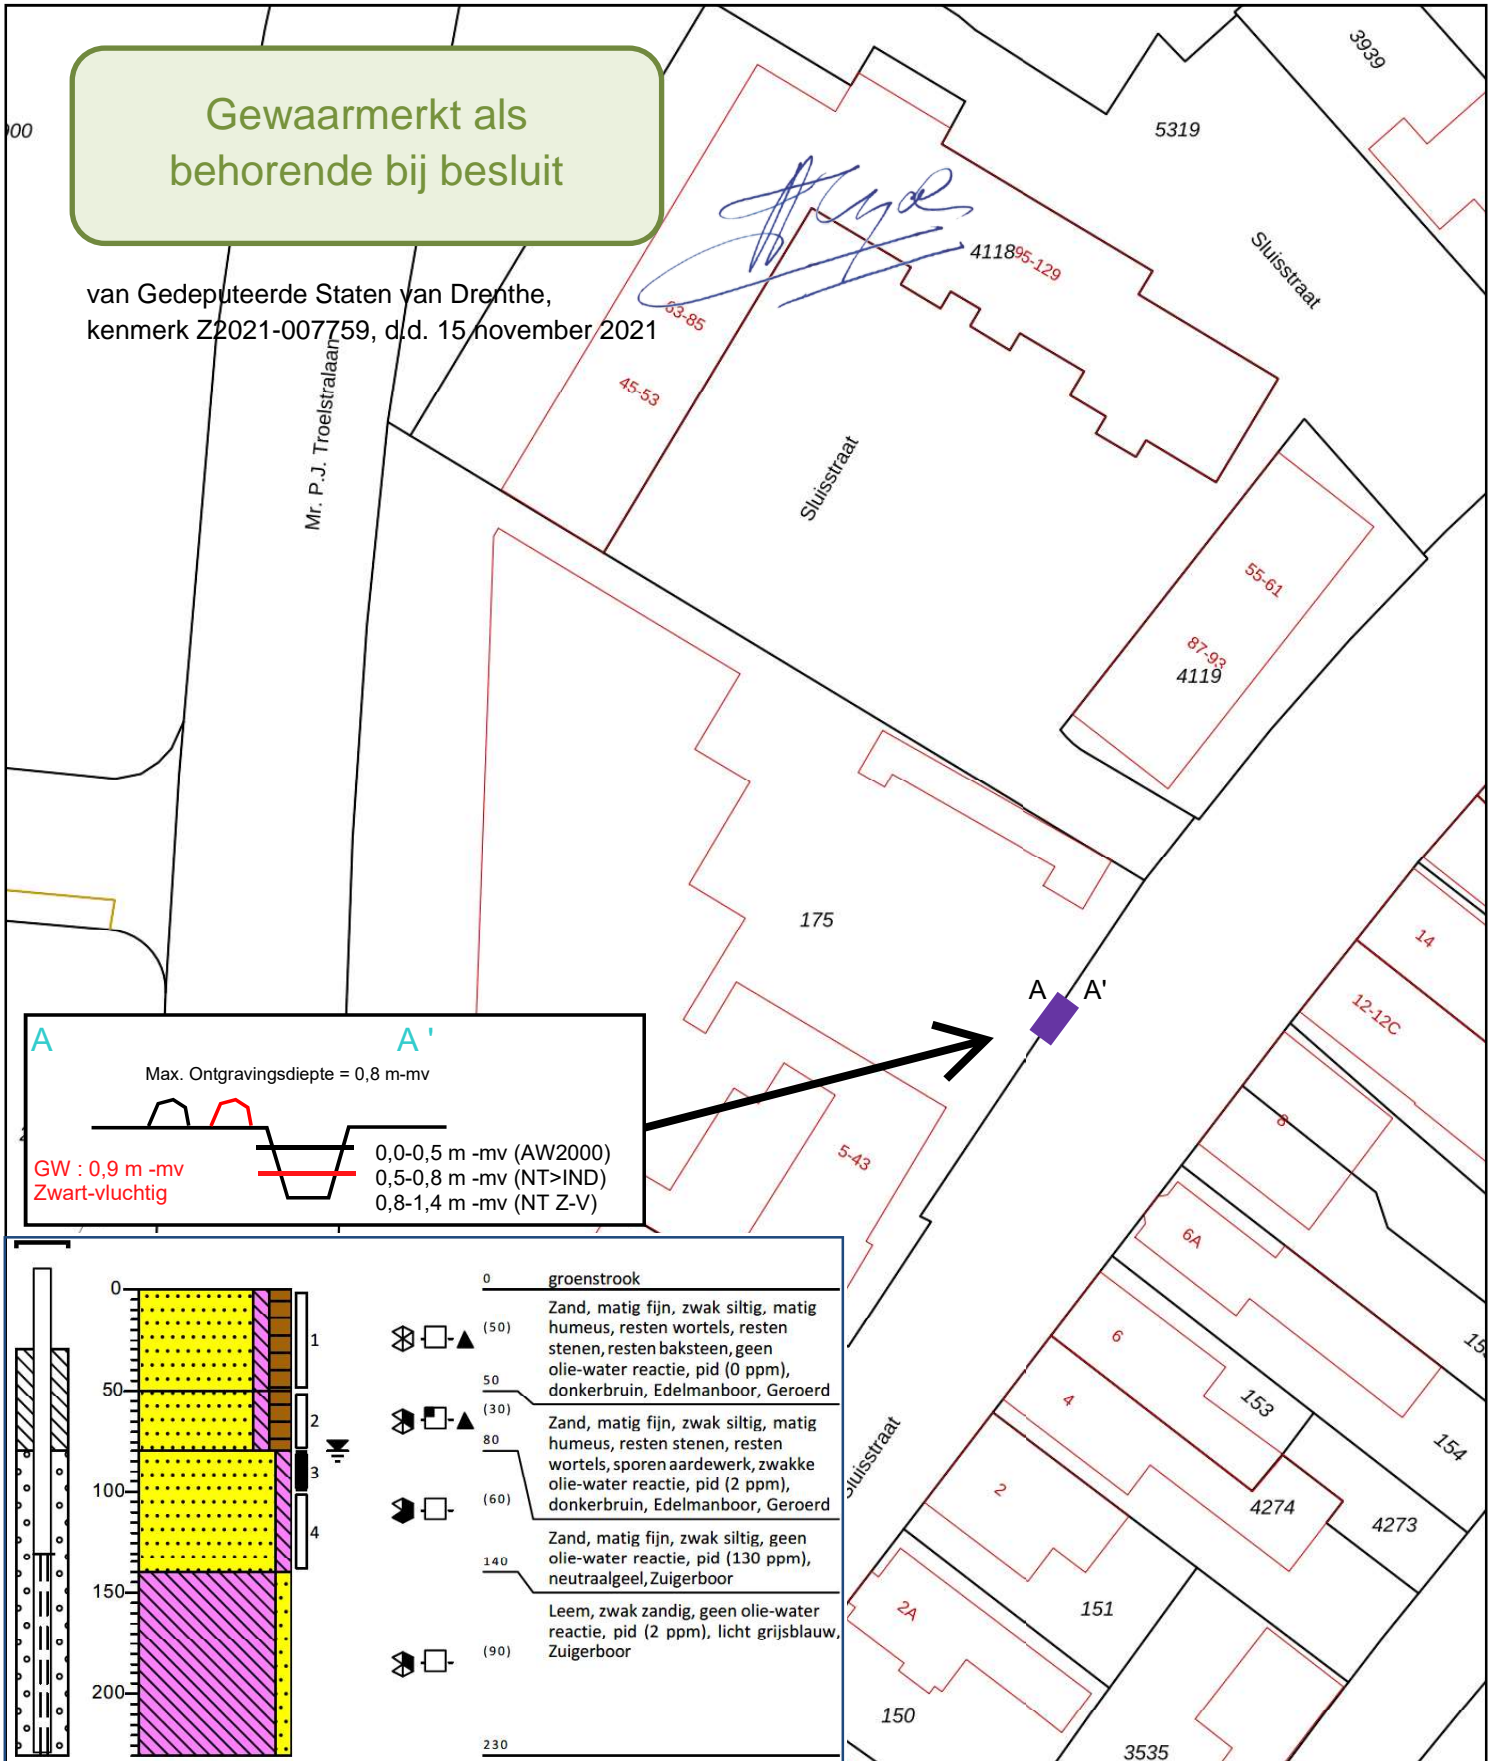 Gewaarmerkt als
behorende bij besluit
van Gedeputeerde Staten van Drenthe,
kenmerk Z2021-007759, d.d. 15 november 2021
3939
5319
Sluisstraat
4118
95-129
63-85
45-53
Mr. P.J. Troelstralaan
Sluisstraat
55-61
87-93
4119
175
14
12-12C
A A'
8
5-43
6A
6
4
153
154
2
4274
4273
Sluisstraat
2A
151
150
3535
A A '
Max. Ontgravingsdiepte = 0,8 m-mv
GW : 0,9 m -mv
Zwart-vluchtig
0,0-0,5 m -mv (AW2000)
0,5-0,8 m -mv (NT>IND)
0,8-1,4 m -mv (NT Z-V)
0
50
100
150
200
1
2
3
4
0 groenstrook
(50)
Zand, matig fijn, zwak siltig, matig
humeus, resten wortels, resten
stenen, resten baksteen, geen
olie-water reactie, pid (0 ppm),
donkerbruin, Edelmanboor, Geroerd
50
(30)
Zand, matig fijn, zwak siltig, matig
humeus, resten stenen, resten
wortels, sporen aardewerk, zwakke
olie-water reactie, pid (2 ppm),
donkerbruin, Edelmanboor, Geroerd
80
(60)
Zand, matig fijn, zwak siltig, geen
olie-water reactie, pid (130 ppm),
neutraalgeel, Zuigerboor
140
Leem, zwak zandig, geen olie-water
reactie, pid (2 ppm), licht grijsblauw,
Zuigerboor
(90)
230